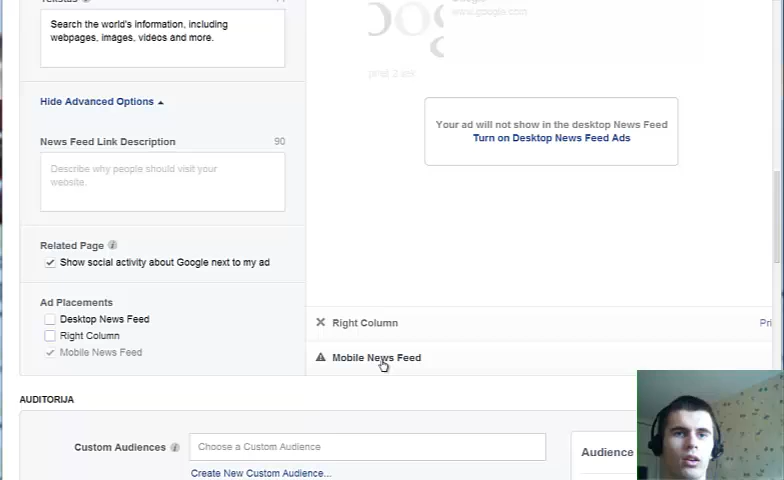 Search the world's information, including
webpages, images, videos and more.
Hide Advanced Options
News Feed Link Description
90
Describe why people should visit your
website.
Related Page
Show social activity about Google next to my ad
Ad Placements
Desktop News Feed
Right Column
Mobile News Feed
www.google.com
Your ad will not show in the desktop News Feed
Turn on Desktop News Feed Ads
Right Column
Pri
Mobile News Feed
AUDITORIJA
Custom Audiences
Choose a Custom Audience
Create New Custom Audience...
Audience